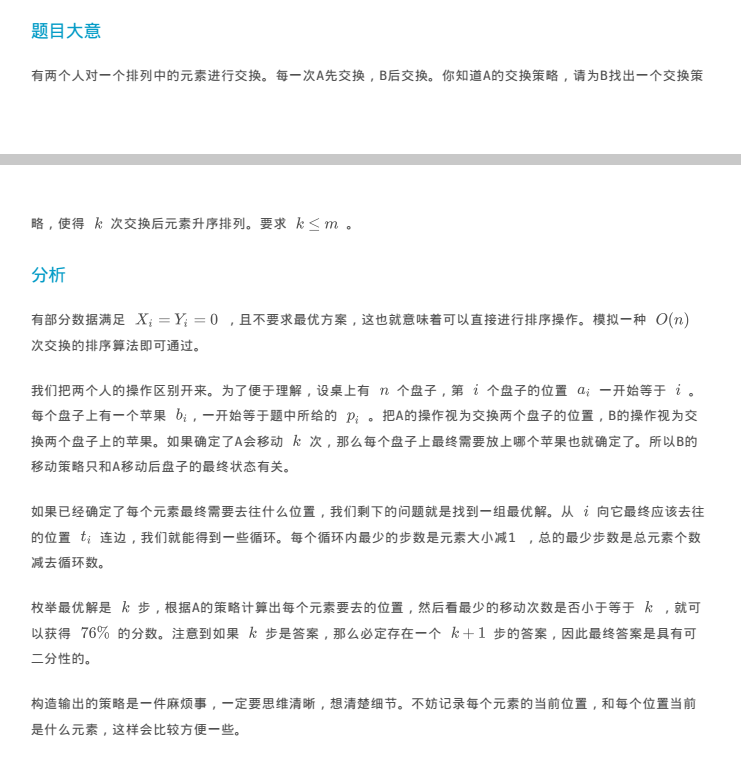 题目大意
有两个人对一个排列中的元素进行交换。每一次A先交换，B后交换。你知道A的交换策略，请为B找出一个交换策
略，使得 k 次交换后元素升序排列。要求 k ≤ m 。
分析
有部分数据满足 Xᵢ = Yᵢ = 0 ，且不要求最优方案，这也就意味着可以直接进行排序操作。模拟一种 O(n)
次交换的排序算法即可通过。
我们把两个人的操作区别开来。为了便于理解，设桌上有 n 个盘子，第 i 个盘子的位置 aᵢ 一开始等于 i 。
每个盘子上有一个苹果 bᵢ，一开始等于题中所给的 pᵢ 。把A的操作视为交换两个盘子的位置，B的操作视为交
换两个盘子上的苹果。如果确定了A会移动 k 次，那么每个盘子上最终需要放上哪个苹果也就确定了。所以B的
移动策略只和A移动后盘子的最终状态有关。
如果已经确定了每个元素最终需要去往什么位置，我们剩下的问题就是找到一组最优解。从 i 向它最终应该去往
的位置 tᵢ 连边，我们就能得到一些循环。每个循环内最少的步数是元素大小减1 ，总的最少步数是总元素个数
减去循环数。
枚举最优解是 k 步，根据A的策略计算出每个元素要去的位置，然后看最少的移动次数是否小于等于 k ，就可
以获得 76% 的分数。注意到如果 k 步是答案，那么必定存在一个 k + 1 步的答案，因此最终答案是具有可
二分性的。
构造输出的策略是一件麻烦事，一定要思维清晰，想清楚细节。不妨记录每个元素的当前位置，和每个位置当前
是什么元素，这样会比较方便一些。